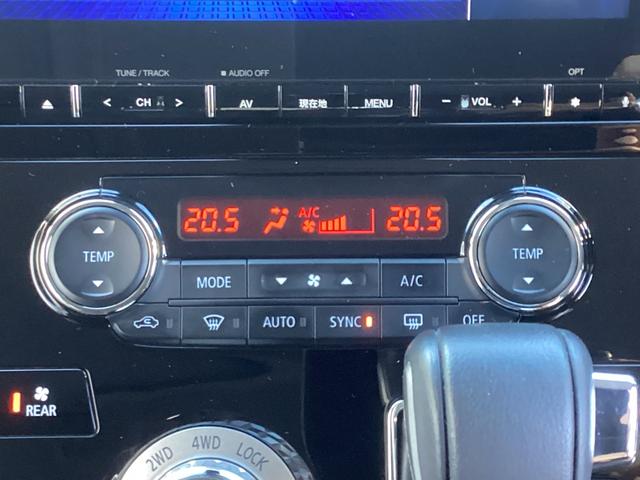 TUNE / TRACK AUDIO OFF OPT
< CH > AV 現在地 MENU − VOL + ✱
20.5 A/C 20.5
TEMP TEMP
MODE A/C
AUTO SYNC OFF
REAR
2WD 4WD LOCK